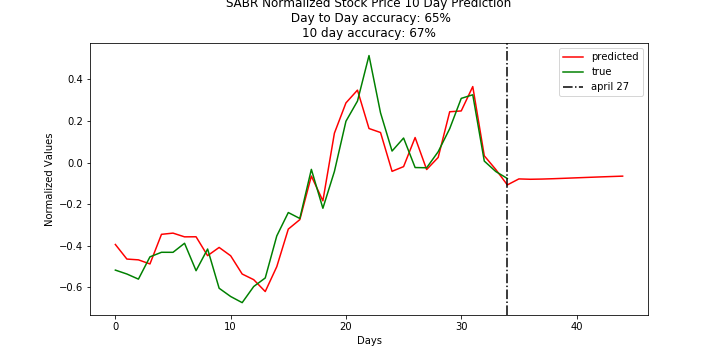 SABR Normalized Stock Price 10 Day Prediction
Day to Day accuracy: 65%
10 day accuracy: 67%
predicted
true
april 27
0.4
0.2
0.0
−0.2
−0.4
−0.6
Normalized Values
0 10 20 30 40
Days